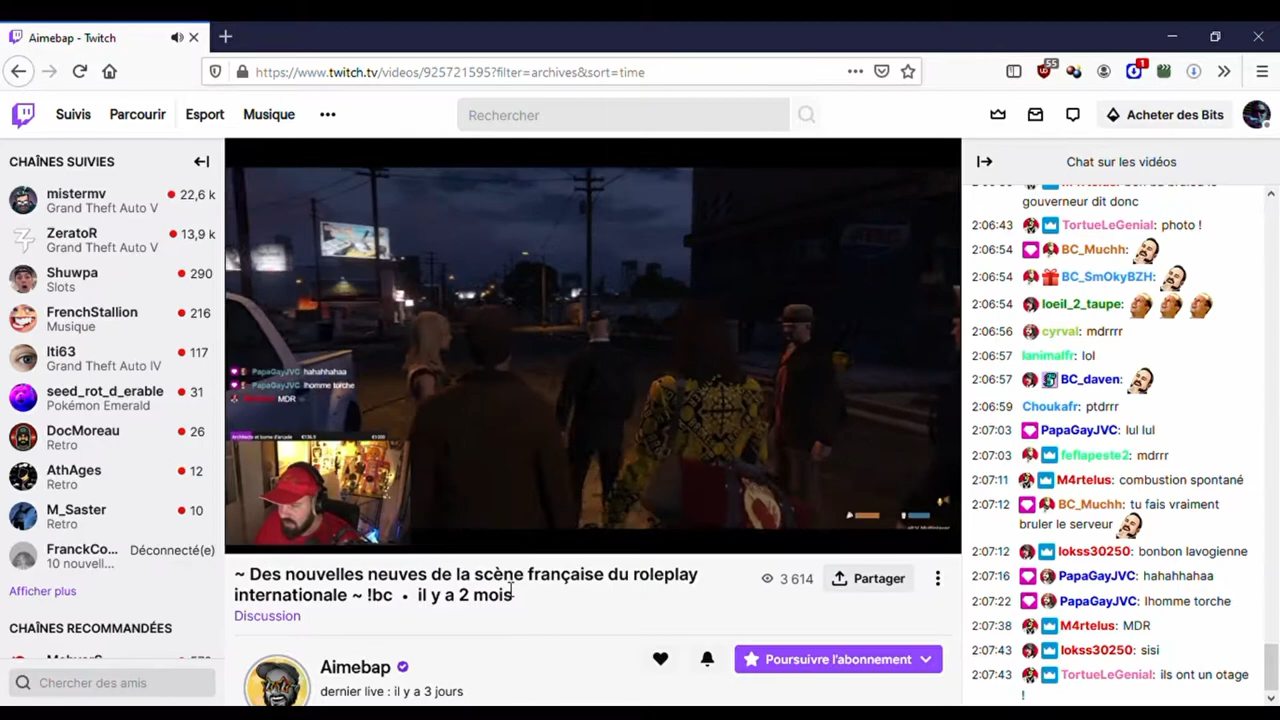 Aimebap - Twitch
https://www.twitch.tv/videos/925721595?filter=archives&sort=time
55
1
Suivis
Parcourir
Esport
Musique
Rechercher
Acheter des Bits
CHAÎNES SUIVIES
mistermv
22,6 k
Grand Theft Auto V
ZeratoR
13,9 k
Grand Theft Auto V
Shuwpa
290
Slots
FrenchStallion
216
Musique
Iti63
117
Grand Theft Auto IV
seed_rot_d_erable
31
Pokémon Emerald
DocMoreau
26
Retro
AthAges
12
Retro
M_Saster
10
Retro
FranckCo...
Déconnecté(e)
10 nouvell...
Afficher plus
CHAÎNES RECOMMANDÉES
Chercher des amis
PapaGayJVC hahahhahaa
PapaGayJVC lhomme torche
MDR
~ Des nouvelles neuves de la scène française du roleplay
internationale ~ !bc • il y a 2 mois
Discussion
3 614
Partager
Aimebap
dernier live : il y a 3 jours
Poursuivre l'abonnement
Chat sur les vidéos
gouverneur dit donc
2:06:43 TortueLeGenial: photo !
2:06:54 BC_Muchh:
2:06:54 BC_SmOkyBZH:
2:06:54 loeil_2_taupe:
2:06:56 cyrval: mdrrrr
2:06:57 lanimalfr: lol
2:06:57 BC_daven:
2:06:59 Choukafr: ptdrrr
2:07:03 PapaGayJVC: lul lul
2:07:03 feflapeste2: mdrrr
2:07:11 M4rtelus: combustion spontané
2:07:12 BC_Muchh: tu fais vraiment
bruler le serveur
2:07:12 lokss30250: bonbon lavogienne
2:07:16 PapaGayJVC: hahahhahaa
2:07:22 PapaGayJVC: lhomme torche
2:07:38 M4rtelus: MDR
2:07:43 lokss30250: sisi
2:07:43 TortueLeGenial: ils ont un otage
!